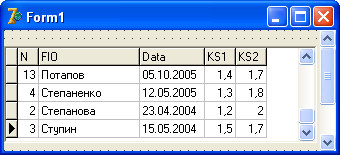 Form1
N FIO Data KS1 KS2
13 Потапов 05.10.2005 1,4 1,7
4 Степаненко 12.05.2005 1,3 1,8
2 Степанова 23.04.2004 1,2 2
3 Ступин 15.05.2004 1,5 1,7